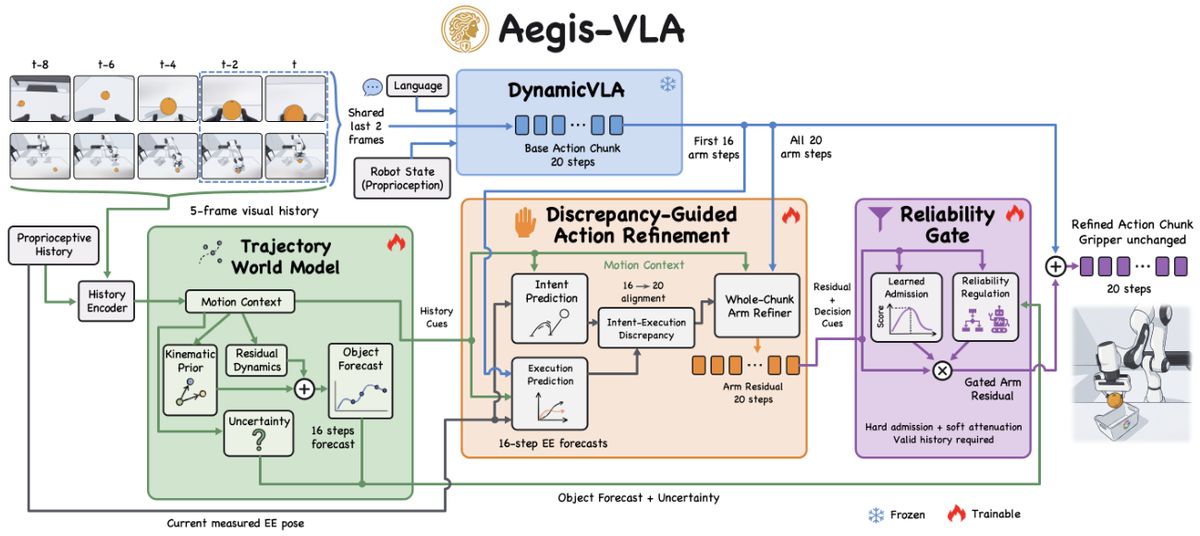 Aegis-VLA
t-8
t-6
t-4
t-2
t
Shared
last 2
frames
Language
Robot State
(Proprioception)
DynamicVLA
Base Action Chunk
20 steps
First 16
arm steps
All 20
arm steps
5-frame visual history
Proprioceptive
History
History
Encoder
Trajectory
World Model
Motion Context
Kinematic
Prior
Residual
Dynamics
Object
Forecast
Uncertainty
?
16 steps
forecast
History
Cues
Discrepancy-Guided
Action Refinement
Motion Context
Intent
Prediction
16 → 20
alignment
Intent-Execution
Discrepancy
Whole-Chunk
Arm Refiner
Execution
Prediction
Arm Residual
20 steps
16-step EE forecasts
Residual
+
Decision
Cues
Reliability
Gate
Learned
Admission
Score
Reliability
Regulation
Gated Arm
Residual
Hard admission + soft attenuation
Valid history required
Refined Action Chunk
Gripper unchanged
20 steps
Object Forecast + Uncertainty
Current measured EE pose
Frozen
Trainable